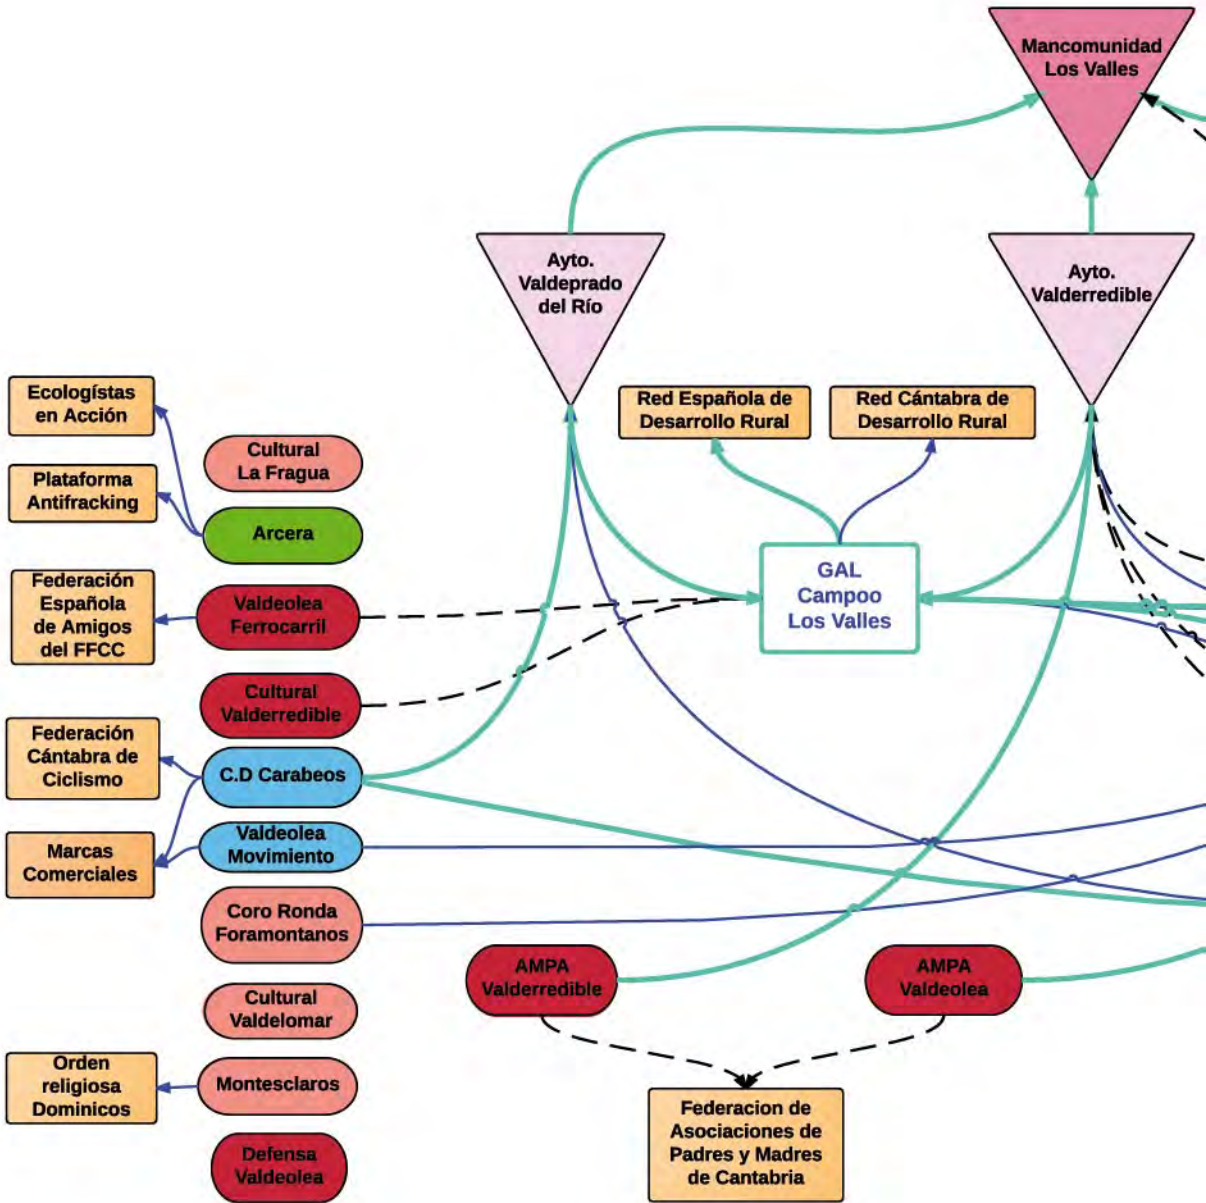 Mancomunidad
Los Valles
Ayto.
Valdeprado
del Río
Ayto.
Valderredible
Ecologístas
en Acción
Plataforma
Antifracking
Cultural
La Fragua
Arcera
Red Española de
Desarrollo Rural
Red Cántabra de
Desarrollo Rural
GAL
Campoo
Los Valles
Federación
Española
de Amigos
del FFCC
Valdeolea
Ferrocarril
Cultural
Valderredible
Federación
Cántabra de
Ciclismo
C.D Carabeos
Valdeolea
Movimiento
Marcas
Comerciales
Coro Ronda
Foramontanos
AMPA
Valderredible
AMPA
Valdeolea
Cultural
Valdelomar
Orden
religiosa
Dominicos
Montesclaros
Federacion de
Asociaciones de
Padres y Madres
de Cantabria
Defensa
Valdeolea